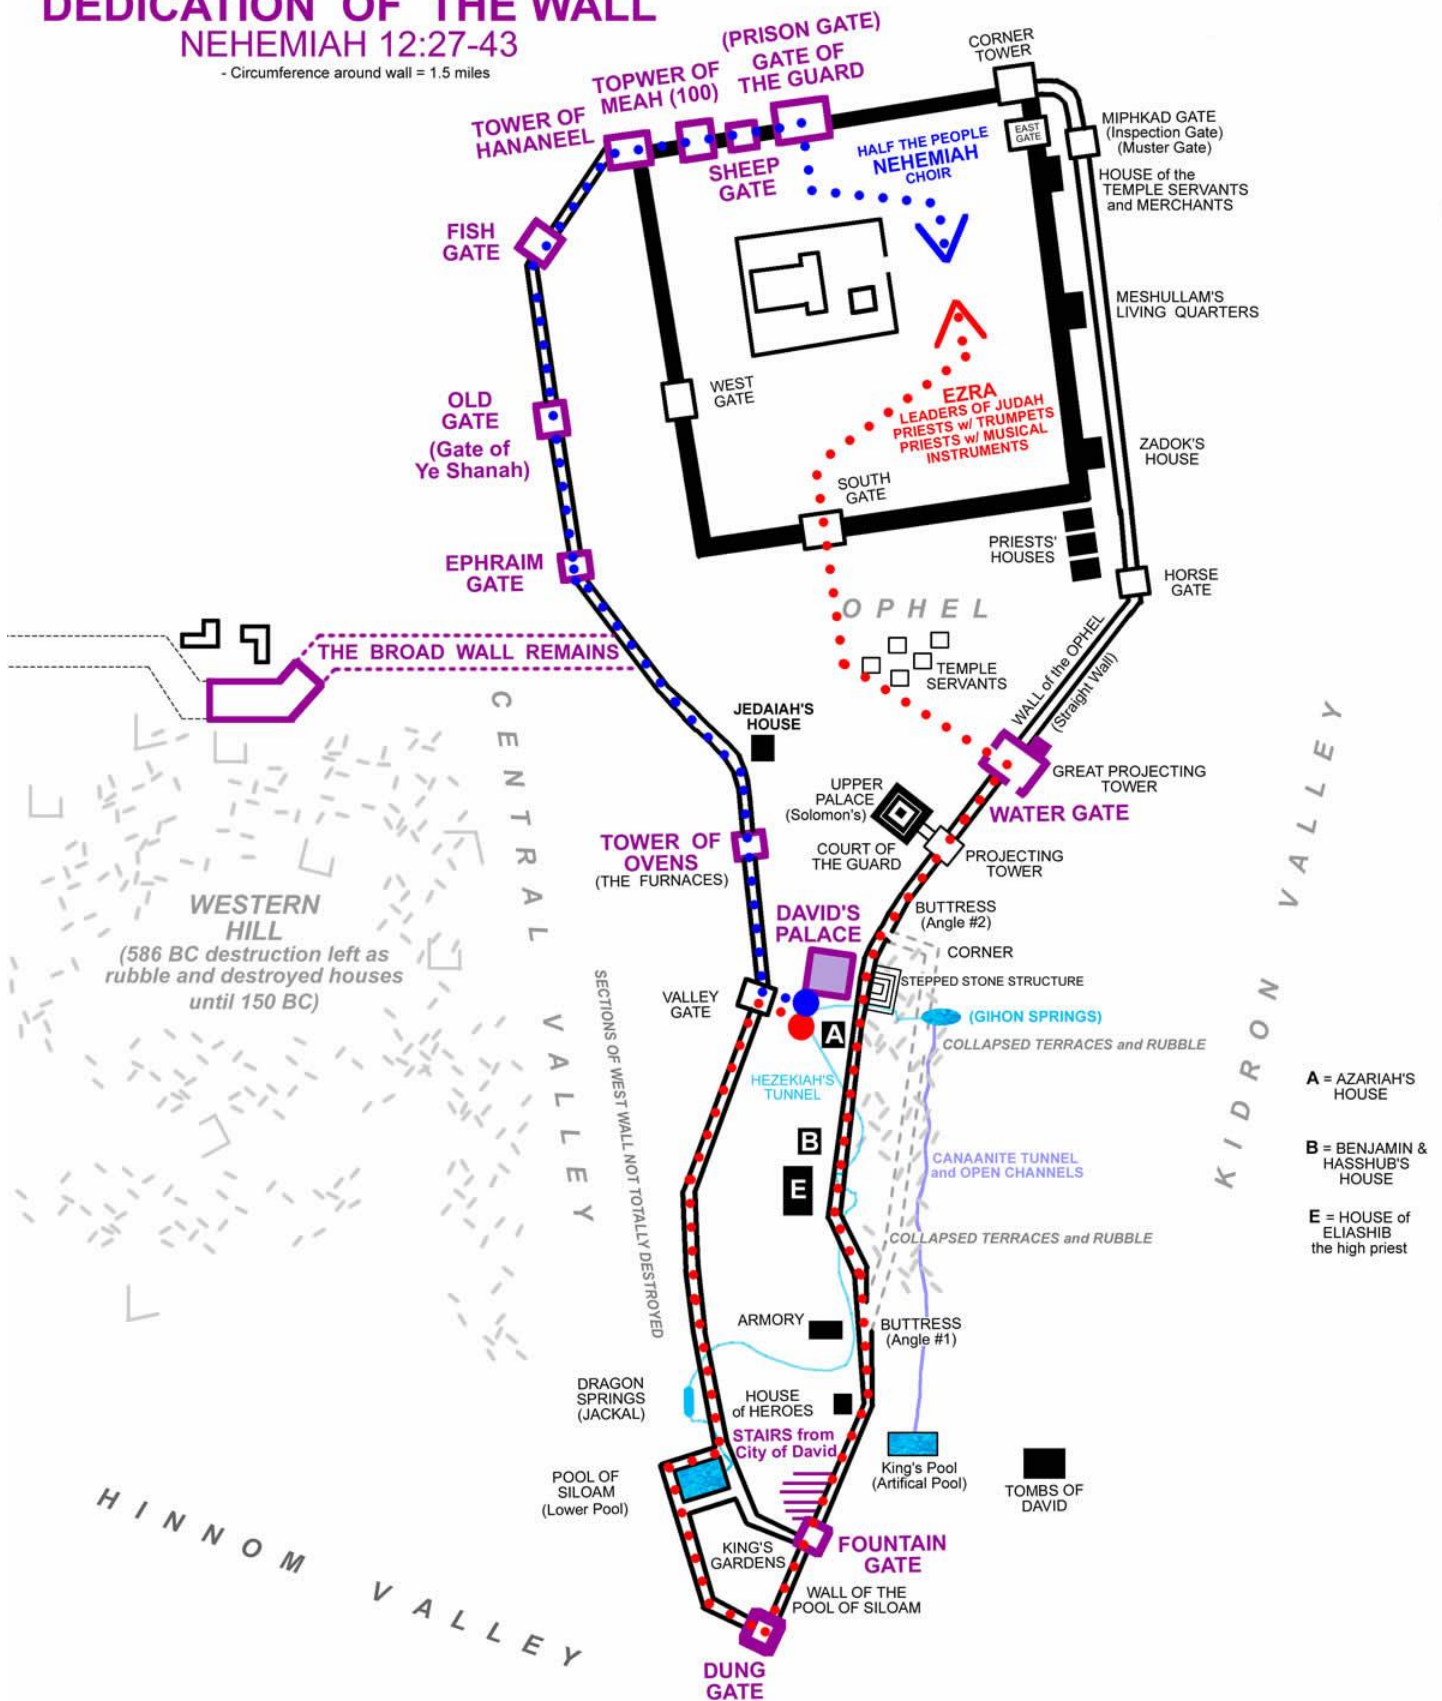 DEDICATION OF THE WALL
NEHEMIAH 12:27-43
- Circumference around wall = 1.5 miles
(PRISON GATE)
GATE OF
THE GUARD
TOPWER OF
MEAH (100)
TOWER OF
HANANEEL
SHEEP
GATE
CORNER
TOWER
EAST
GATE
MIPHKAD GATE
(Inspection Gate)
(Muster Gate)
HOUSE of the
TEMPLE SERVANTS
and MERCHANTS
HALF THE PEOPLE
NEHEMIAH
CHOIR
FISH
GATE
MESHULLAM'S
LIVING QUARTERS
WEST
GATE
EZRA
LEADERS OF JUDAH
PRIESTS w/ TRUMPETS
PRIESTS w/ MUSICAL
INSTRUMENTS
OLD
GATE
(Gate of
Ye Shanah)
ZADOK'S
HOUSE
SOUTH
GATE
PRIESTS'
HOUSES
EPHRAIM
GATE
HORSE
GATE
OPHEL
THE BROAD WALL REMAINS
TEMPLE
SERVANTS
WALL of the OPHEL
(Straight Wall)
JEDAIAH'S
HOUSE
CENTRAL VALLEY
KIDRON VALLEY
GREAT PROJECTING
TOWER
WATER GATE
UPPER
PALACE
(Solomon's)
COURT OF
THE GUARD
PROJECTING
TOWER
TOWER OF
OVENS
(THE FURNACES)
WESTERN
HILL
(586 BC destruction left as
rubble and destroyed houses
until 150 BC)
DAVID'S
PALACE
BUTTRESS
(Angle #2)
CORNER
STEPPED STONE STRUCTURE
VALLEY
GATE
(GIHON SPRINGS)
A
COLLAPSED TERRACES and RUBBLE
SECTIONS OF WEST WALL NOT TOTALLY DESTROYED
HEZEKIAH'S
TUNNEL
A = AZARIAH'S
HOUSE
B
B = BENJAMIN &
HASSHUB'S
HOUSE
CANAANITE TUNNEL
and OPEN CHANNELS
E
E = HOUSE of
ELIASHIB
the high priest
COLLAPSED TERRACES and RUBBLE
ARMORY
BUTTRESS
(Angle #1)
DRAGON
SPRINGS
(JACKAL)
HOUSE
of HEROES
STAIRS from
City of David
POOL OF
SILOAM
(Lower Pool)
King's Pool
(Artifical Pool)
TOMBS OF
DAVID
HINNOM VALLEY
KING'S
GARDENS
FOUNTAIN
GATE
WALL OF THE
POOL OF SILOAM
DUNG
GATE